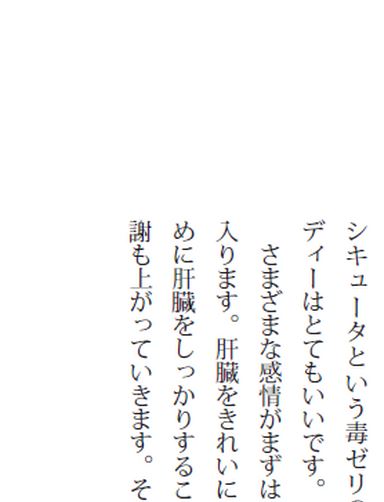 シキュータという毒ゼリ
ディーはとてもいいです。
さまざまな感情がまずは
入ります。肝臓をきれいに
めに肝臓をしっかりするこ
謝も上がっていきます。そ